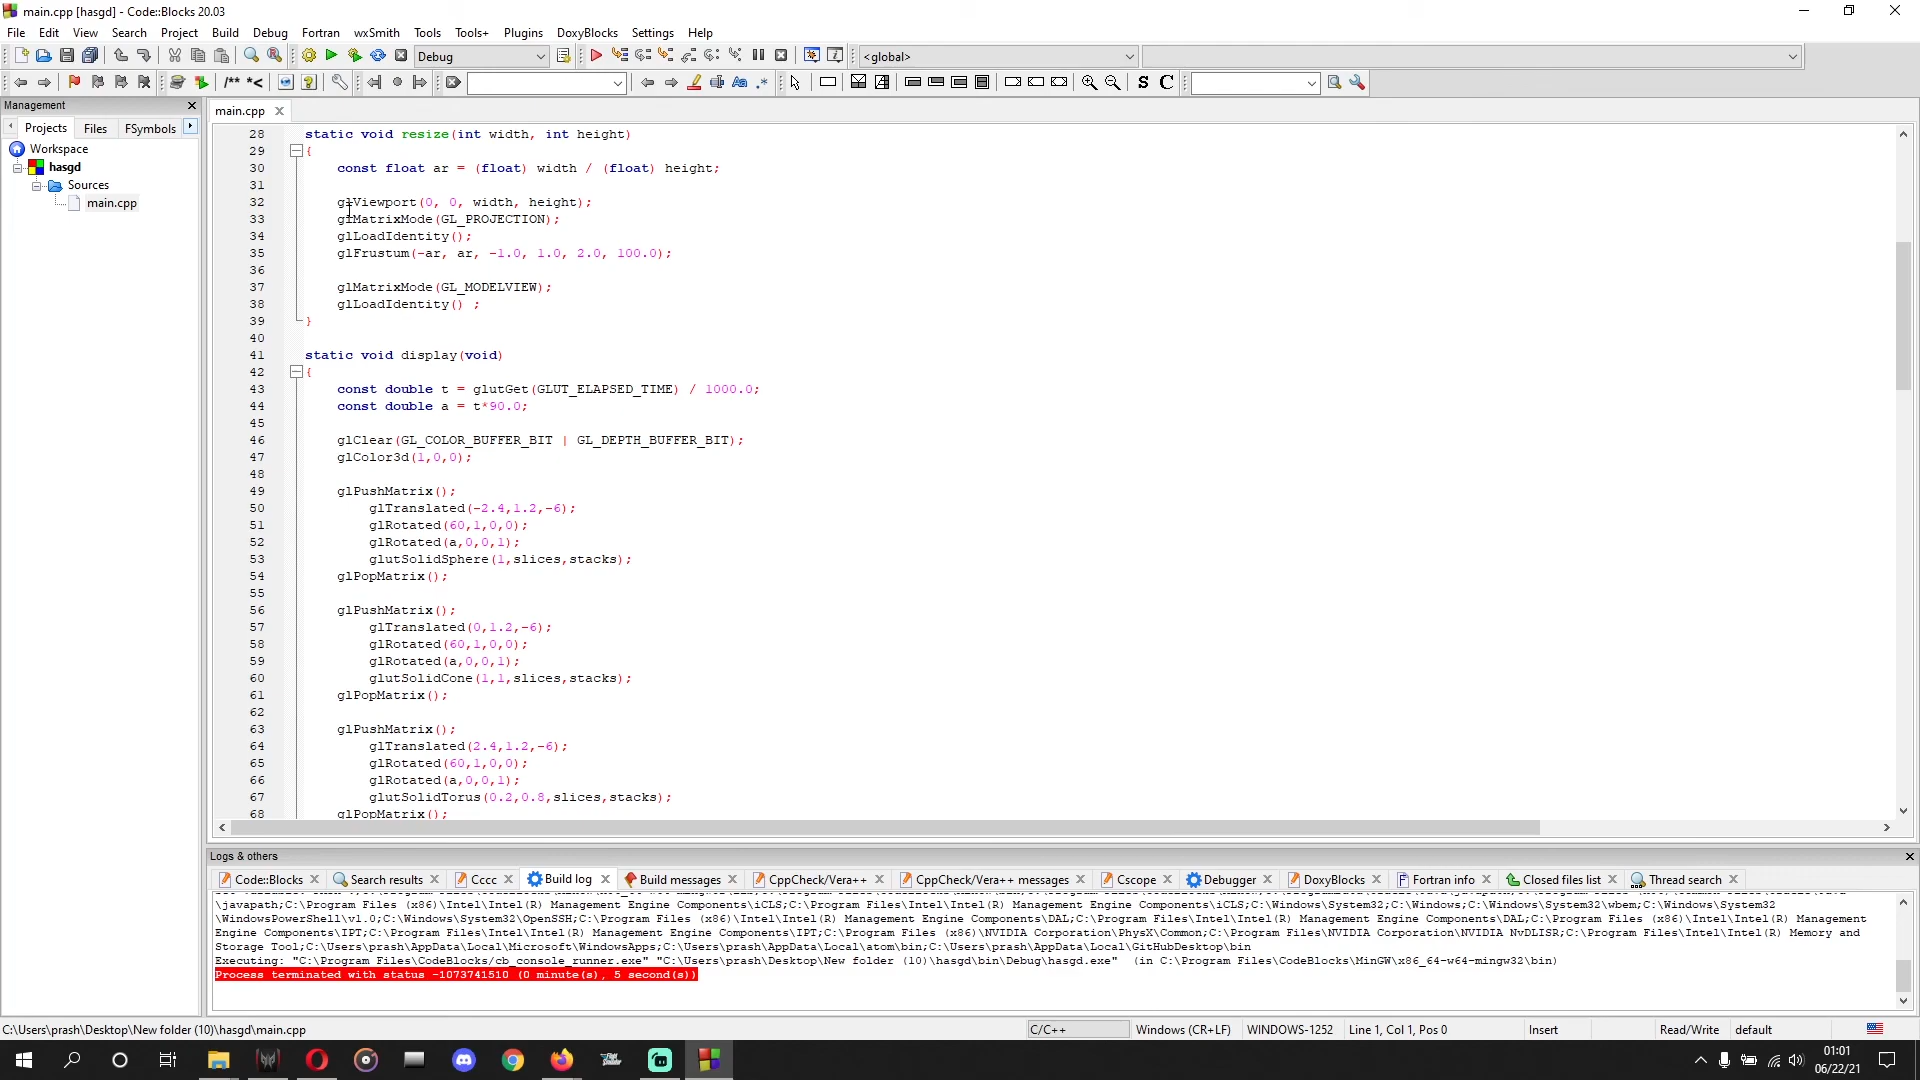 main.cpp [hasgd] - Code::Blocks 20.03
File Edit View Search Project Build Debug Fortran wxSmith Tools Tools+ Plugins DoxyBlocks Settings Help
Debug <global>
/** *<
Aa .* S C
Management
Projects Files FSymbols
Workspace
hasgd
Sources
main.cpp
main.cpp
28 static void resize(int width, int height)
29 {
30 const float ar = (float) width / (float) height;
31
32 glViewport(0, 0, width, height);
33 glMatrixMode(GL_PROJECTION);
34 glLoadIdentity();
35 glFrustum(-ar, ar, -1.0, 1.0, 2.0, 100.0);
36
37 glMatrixMode(GL_MODELVIEW);
38 glLoadIdentity() ;
39 }
40
41 static void display(void)
42 {
43 const double t = glutGet(GLUT_ELAPSED_TIME) / 1000.0;
44 const double a = t*90.0;
45
46 glClear(GL_COLOR_BUFFER_BIT | GL_DEPTH_BUFFER_BIT);
47 glColor3d(1,0,0);
48
49 glPushMatrix();
50 glTranslated(-2.4,1.2,-6);
51 glRotated(60,1,0,0);
52 glRotated(a,0,0,1);
53 glutSolidSphere(1,slices,stacks);
54 glPopMatrix();
55
56 glPushMatrix();
57 glTranslated(0,1.2,-6);
58 glRotated(60,1,0,0);
59 glRotated(a,0,0,1);
60 glutSolidCone(1,1,slices,stacks);
61 glPopMatrix();
62
63 glPushMatrix();
64 glTranslated(2.4,1.2,-6);
65 glRotated(60,1,0,0);
66 glRotated(a,0,0,1);
67 glutSolidTorus(0.2,0.8,slices,stacks);
68 glPopMatrix();
Logs & others
Code::Blocks Search results Cccc Build log Build messages CppCheck/Vera++ CppCheck/Vera++ messages Cscope Debugger DoxyBlocks Fortran info Closed files list Thread search
\javapath;C:\Program Files (x86)\Intel\Intel(R) Management Engine Components\iCLS;C:\Program Files\Intel\Intel(R) Management Engine Components\iCLS;C:\Windows\System32;C:\Windows;C:\Windows\System32\wbem;C:\Windows\System32
\WindowsPowerShell\v1.0;C:\Windows\System32\OpenSSH;C:\Program Files (x86)\Intel\Intel(R) Management Engine Components\DAL;C:\Program Files\Intel\Intel(R) Management Engine Components\DAL;C:\Program Files (x86)\Intel\Intel(R) Management
Engine Components\IPT;C:\Program Files\Intel\Intel(R) Management Engine Components\IPT;C:\Program Files (x86)\NVIDIA Corporation\PhysX\Common;C:\Program Files\NVIDIA Corporation\NVIDIA NvDLISR;C:\Program Files\Intel\Intel(R) Memory and
Storage Tool;C:\Users\prash\AppData\Local\Microsoft\WindowsApps;C:\Users\prash\AppData\Local\atom\bin;C:\Users\prash\AppData\Local\GitHubDesktop\bin
Executing: "C:\Program Files\CodeBlocks/cb_console_runner.exe" "C:\Users\prash\Desktop\New folder (10)\hasgd\bin\Debug\hasgd.exe" (in C:\Program Files\CodeBlocks\MinGW\x86_64-w64-mingw32\bin)
Process terminated with status -1073741510 (0 minute(s), 5 second(s))
C:\Users\prash\Desktop\New folder (10)\hasgd\main.cpp C/C++ Windows (CR+LF) WINDOWS-1252 Line 1, Col 1, Pos 0 Insert Read/Write default
01:01
06/22/21